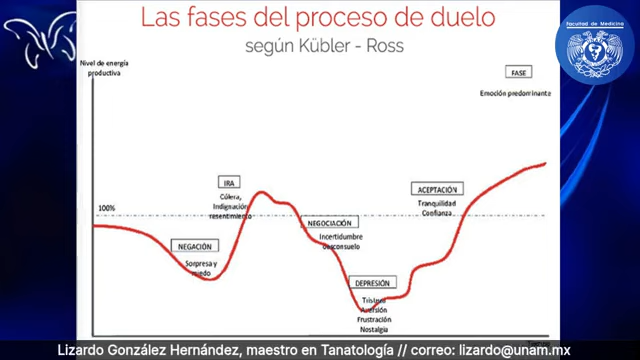 Las fases del proceso de duelo
según Kübler - Ross
Facultad de Medicina
Nivel de energía
productiva
FASE
Emoción predominante
IRA
Cólera,
Indignación
resentimiento
ACEPTACIÓN
Tranquilidad
Confianza
100%
NEGOCIACIÓN
Incertidumbre
desconsuelo
NEGACIÓN
Sorpresa y
miedo
DEPRESIÓN
Tristeza
Aversión
Frustración
Nostalgia
Tiempo
Lizardo González Hernández, maestro en Tanatología // correo: lizardo@unam.mx